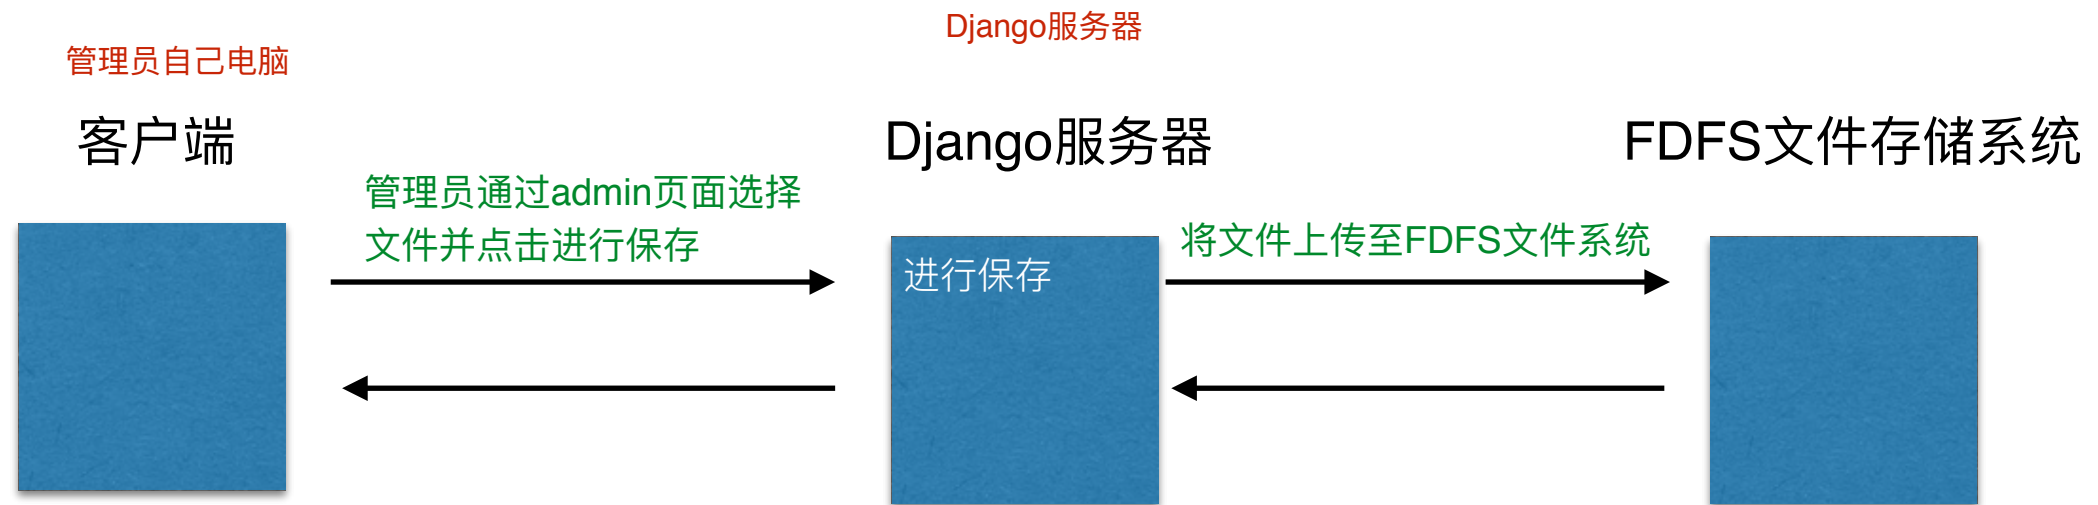 Django服务器
管理员自己电脑
客户端
Django服务器
FDFS文件存储系统
管理员通过admin页面选择
文件并点击进行保存
将文件上传至FDFS文件系统
进行保存